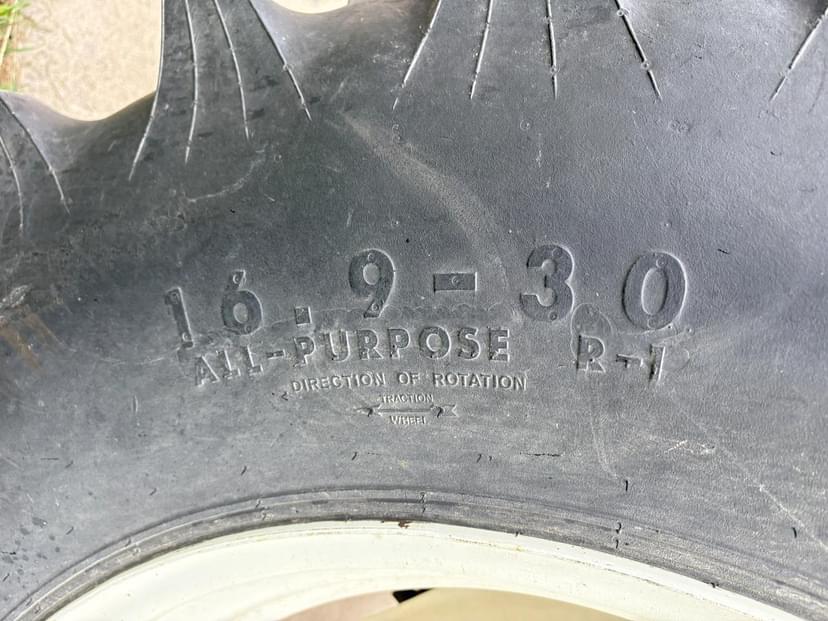 16.9-30
ALL-PURPOSE R-1
DIRECTION OF ROTATION
TRACTION
WHEEL